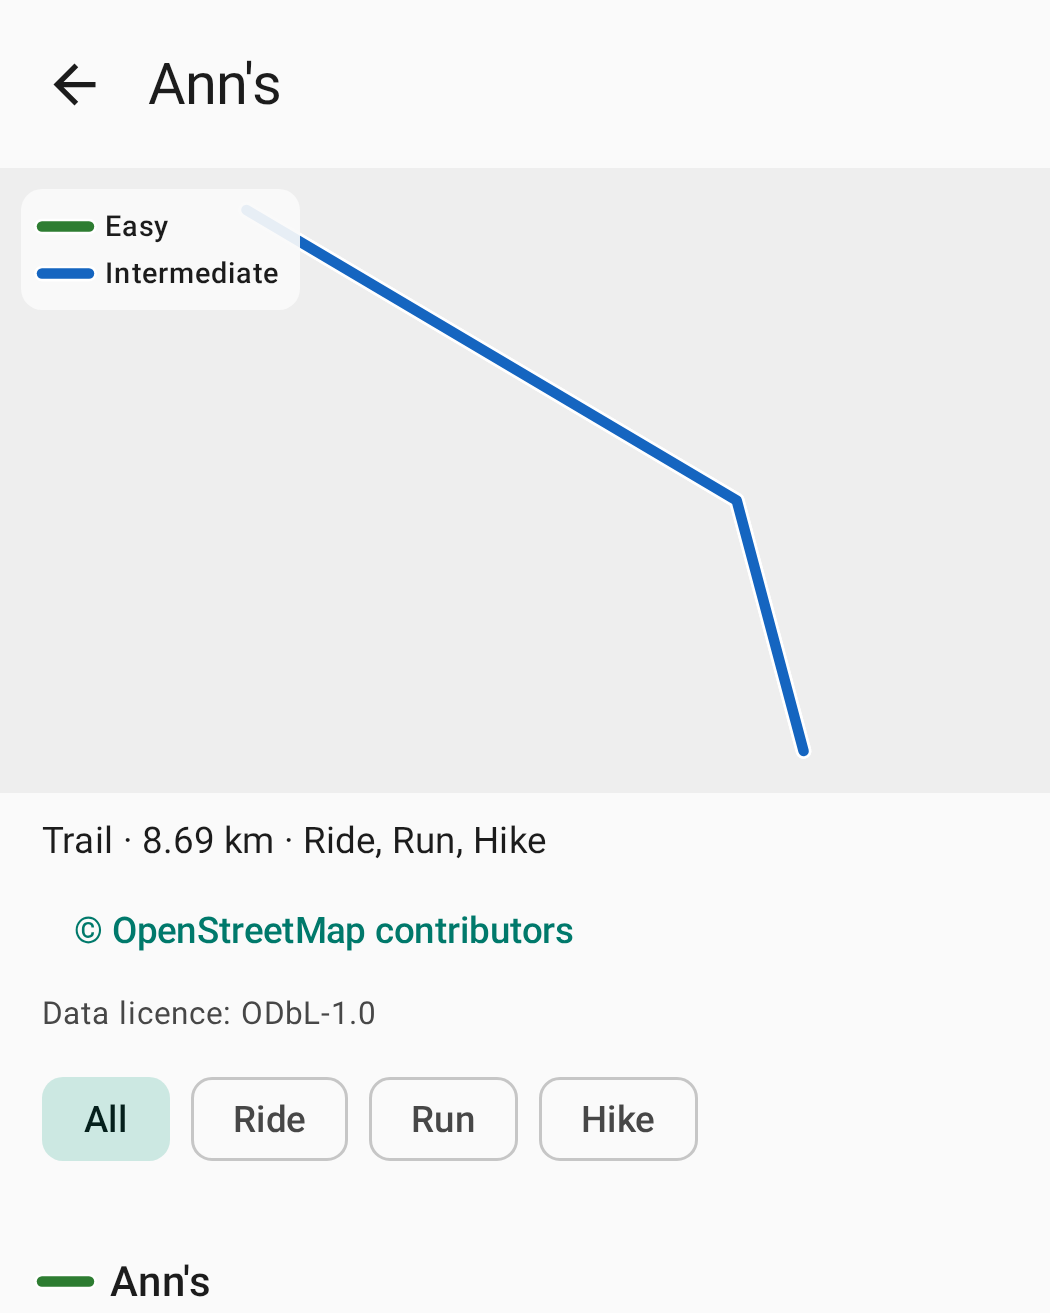 Ann's
Easy
Intermediate
Trail · 8.69 km · Ride, Run, Hike
© OpenStreetMap contributors
Data licence: ODbL-1.0
All Ride Run Hike
Ann's